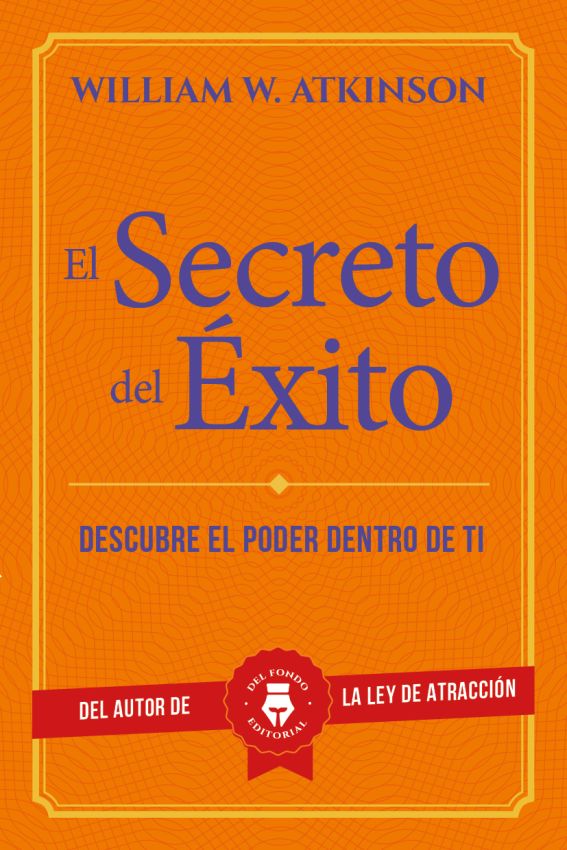 WILLIAM W. ATKINSON
El Secreto
del Éxito
DESCUBRE EL PODER DENTRO DE TI
DEL AUTOR DE
DEL FONDO
EDITORIAL
LA LEY DE ATRACCIÓN